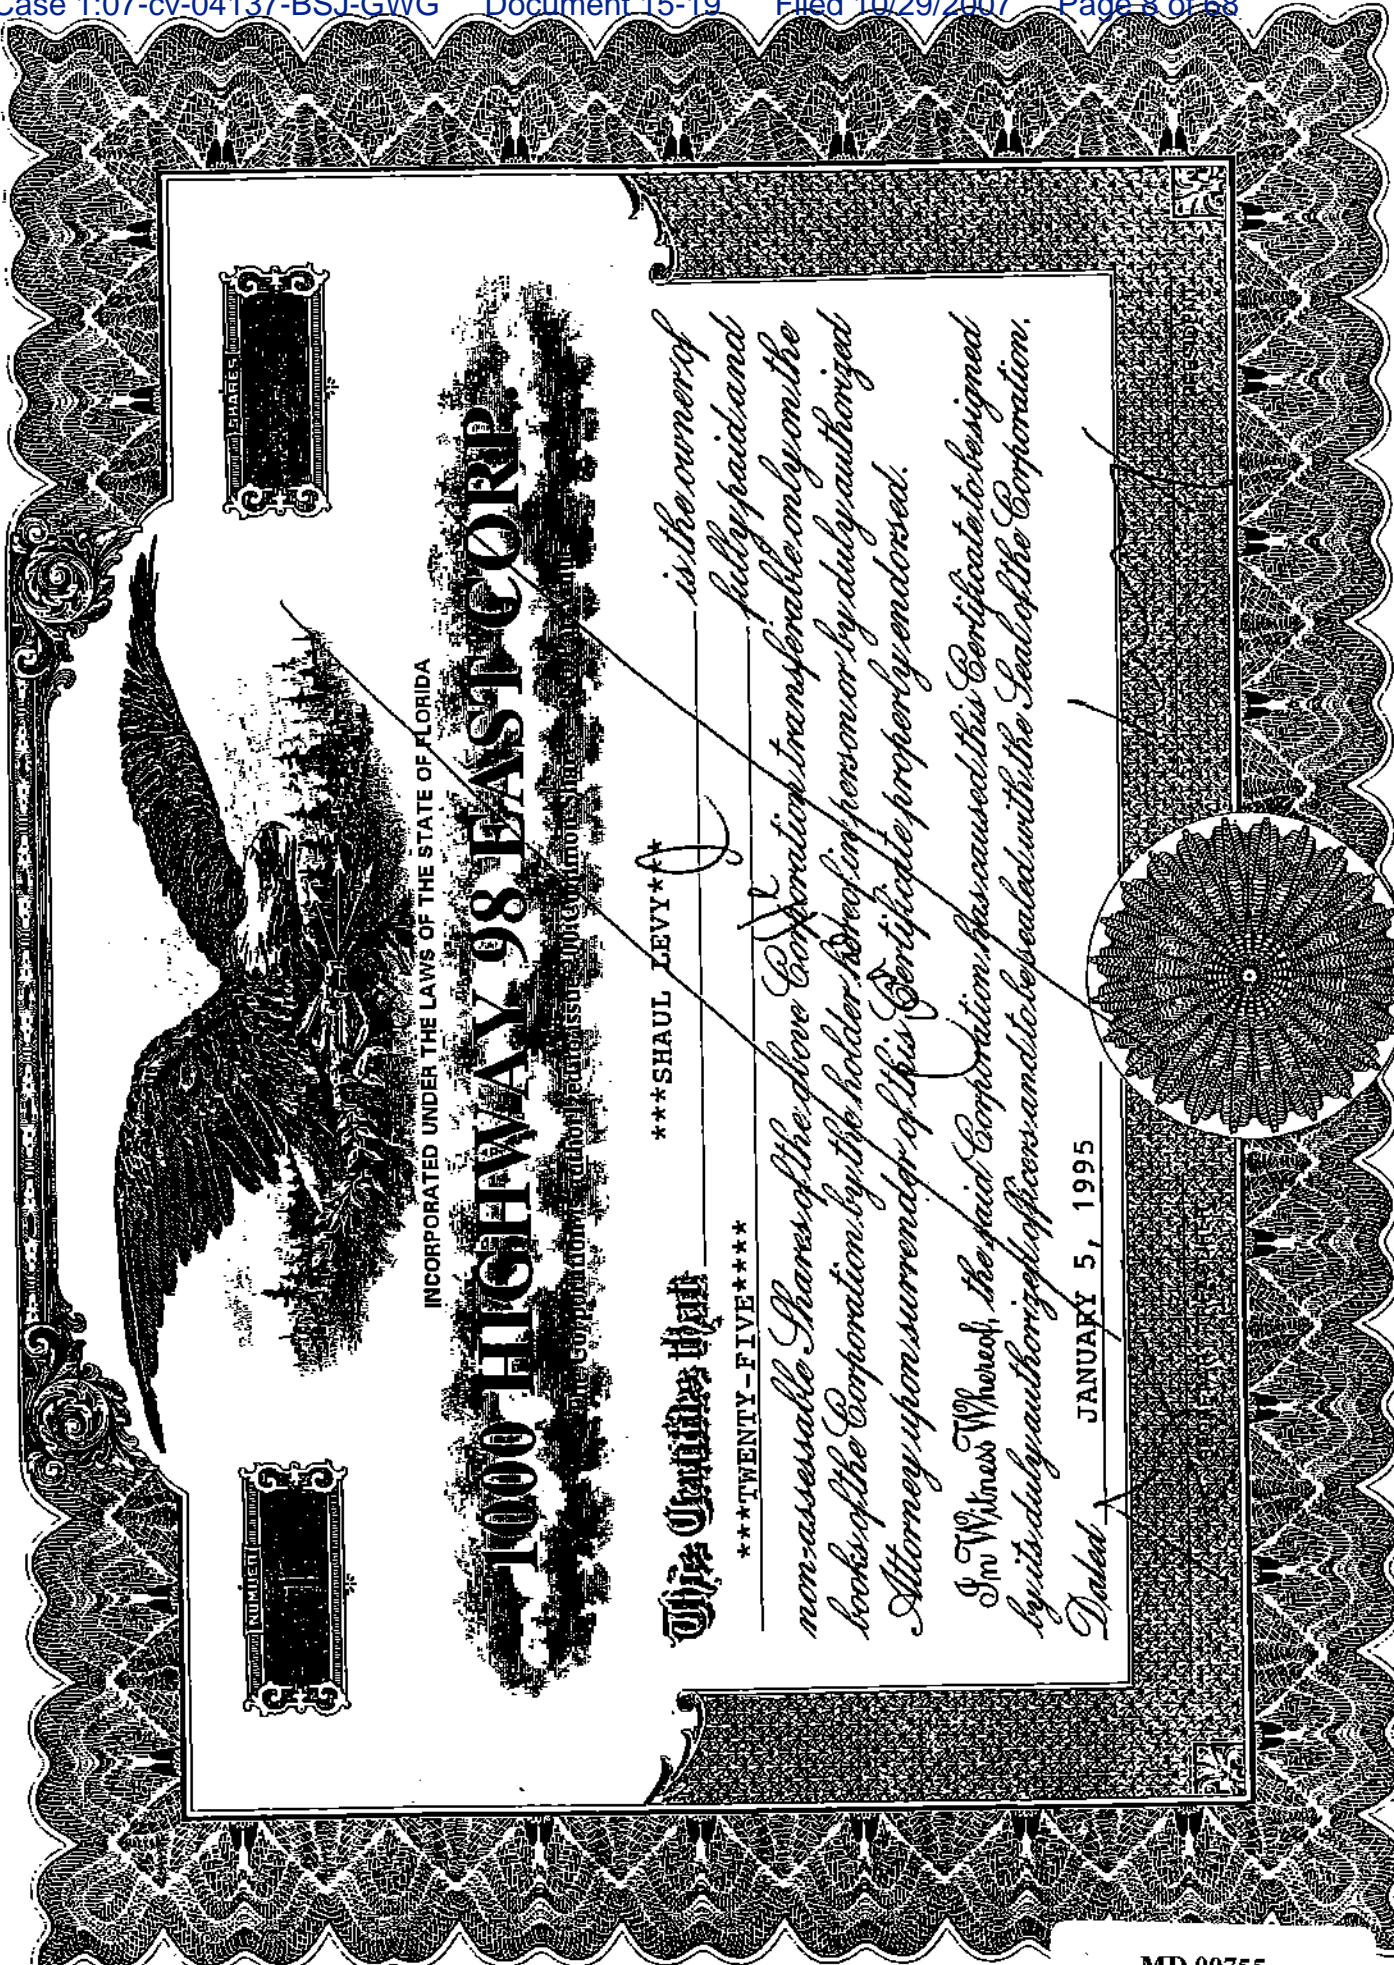 Case 1:07-cv-04137-BSJ-GWG Document 15-19 Filed 10/29/2007 Page 8 of 68
NUMBER
SHARES
INCORPORATED UNDER THE LAWS OF THE STATE OF FLORIDA
1000 HIGHWAY 98 EAST CORP.
This Certifies that ***SHAUL LEVY*** is the owner of
***TWENTY-FIVE**** fully paid and
non-assessable Shares of the above Corporation transferable only on the
books of the Corporation by the holder hereof in person or by duly authorized
Attorney upon surrender of this Certificate properly endorsed.
In Witness Whereof, the said Corporation has caused this Certificate to be signed
by its duly authorized officers and to be sealed with the Seal of the Corporation.
Dated JANUARY 5, 1995
MD 00755